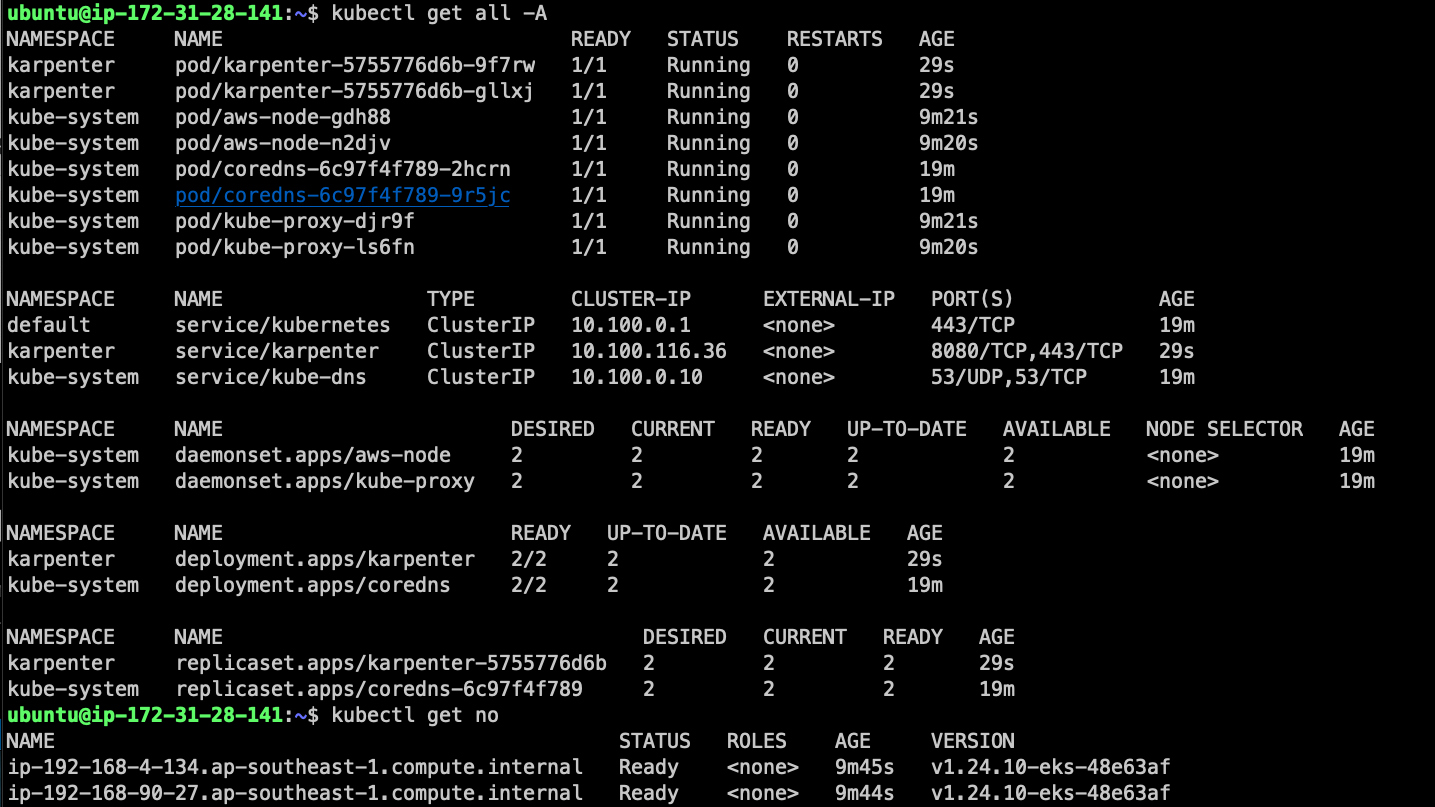 ubuntu@ip-172-31-28-141:~$ kubectl get all -A
NAMESPACE     NAME                             READY   STATUS    RESTARTS   AGE
karpenter     pod/karpenter-5755776d6b-9f7rw   1/1     Running   0          29s
karpenter     pod/karpenter-5755776d6b-gllxj   1/1     Running   0          29s
kube-system   pod/aws-node-gdh88               1/1     Running   0          9m21s
kube-system   pod/aws-node-n2djv               1/1     Running   0          9m20s
kube-system   pod/coredns-6c97f4f789-2hcrn     1/1     Running   0          19m
kube-system   pod/coredns-6c97f4f789-9r5jc     1/1     Running   0          19m
kube-system   pod/kube-proxy-djr9f             1/1     Running   0          9m21s
kube-system   pod/kube-proxy-ls6fn             1/1     Running   0          9m20s
NAMESPACE     NAME                 TYPE        CLUSTER-IP      EXTERNAL-IP   PORT(S)            AGE
default       service/kubernetes   ClusterIP   10.100.0.1      <none>        443/TCP            19m
karpenter     service/karpenter    ClusterIP   10.100.116.36   <none>        8080/TCP,443/TCP   29s
kube-system   service/kube-dns     ClusterIP   10.100.0.10     <none>        53/UDP,53/TCP      19m
NAMESPACE     NAME                        DESIRED   CURRENT   READY   UP-TO-DATE   AVAILABLE   NODE SELECTOR   AGE
kube-system   daemonset.apps/aws-node     2         2         2       2            2           <none>          19m
kube-system   daemonset.apps/kube-proxy   2         2         2       2            2           <none>          19m
NAMESPACE     NAME                        READY   UP-TO-DATE   AVAILABLE   AGE
karpenter     deployment.apps/karpenter   2/2     2            2           29s
kube-system   deployment.apps/coredns     2/2     2            2           19m
NAMESPACE     NAME                                   DESIRED   CURRENT   READY   AGE
karpenter     replicaset.apps/karpenter-5755776d6b   2         2         2       29s
kube-system   replicaset.apps/coredns-6c97f4f789     2         2         2       19m
ubuntu@ip-172-31-28-141:~$ kubectl get no
NAME                                               STATUS   ROLES    AGE     VERSION
ip-192-168-4-134.ap-southeast-1.compute.internal   Ready    <none>   9m45s   v1.24.10-eks-48e63af
ip-192-168-90-27.ap-southeast-1.compute.internal   Ready    <none>   9m44s   v1.24.10-eks-48e63af